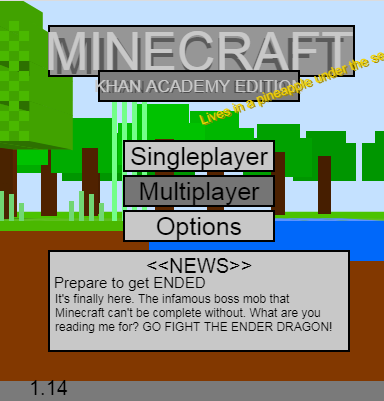 MINECRAFT
KHAN ACADEMY EDITION
Lives in a pineapple under the se
Singleplayer
Multiplayer
Options
<<NEWS>>
Prepare to get ENDED
It's finally here. The infamous boss mob that
Minecraft can't be complete without. What are you
reading me for? GO FIGHT THE ENDER DRAGON!
1.14